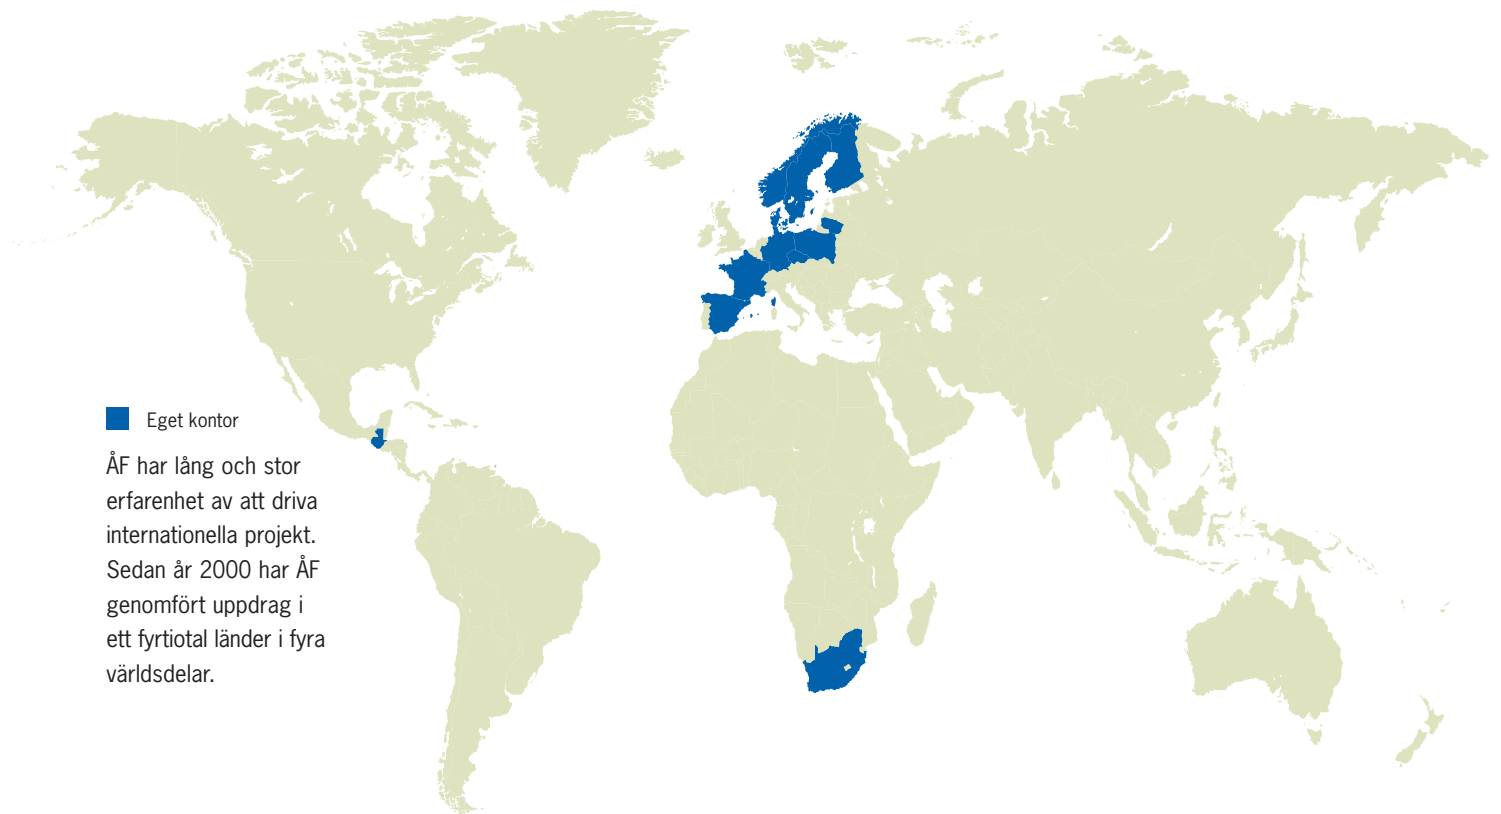 Eget kontor
ÅF har lång och stor
erfarenhet av att driva
internationella projekt.
Sedan år 2000 har ÅF
genomfört uppdrag i
ett fyrtiotal länder i fyra
världsdelar.